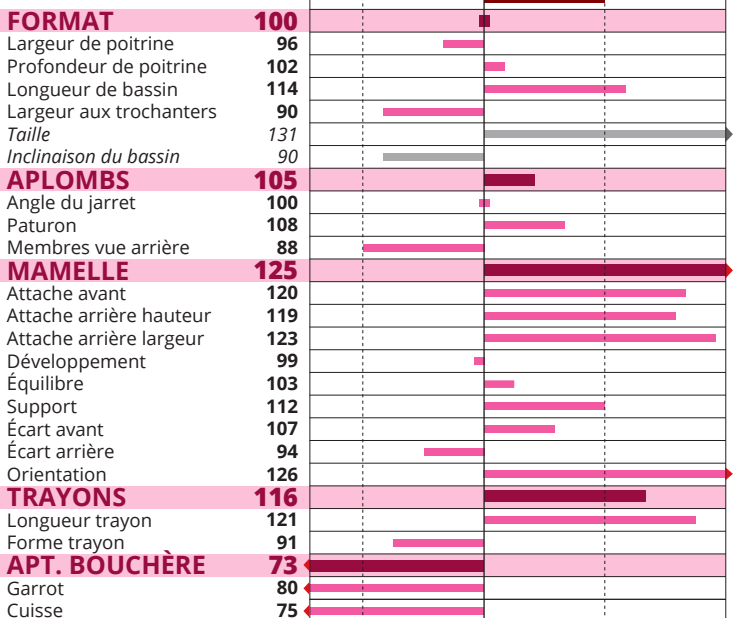 FORMAT 100
Largeur de poitrine 96
Profondeur de poitrine 102
Longueur de bassin 114
Largeur aux trochanters 90
Taille 131
Inclinaison du bassin 90
APLOMBS 105
Angle du jarret 100
Paturon 108
Membres vue arrière 88
MAMELLE 125
Attache avant 120
Attache arrière hauteur 119
Attache arrière largeur 123
Développement 99
Équilibre 103
Support 112
Écart avant 107
Écart arrière 94
Orientation 126
TRAYONS 116
Longueur trayon 121
Forme trayon 91
APT. BOUCHÈRE 73
Garrot 80
Cuisse 75